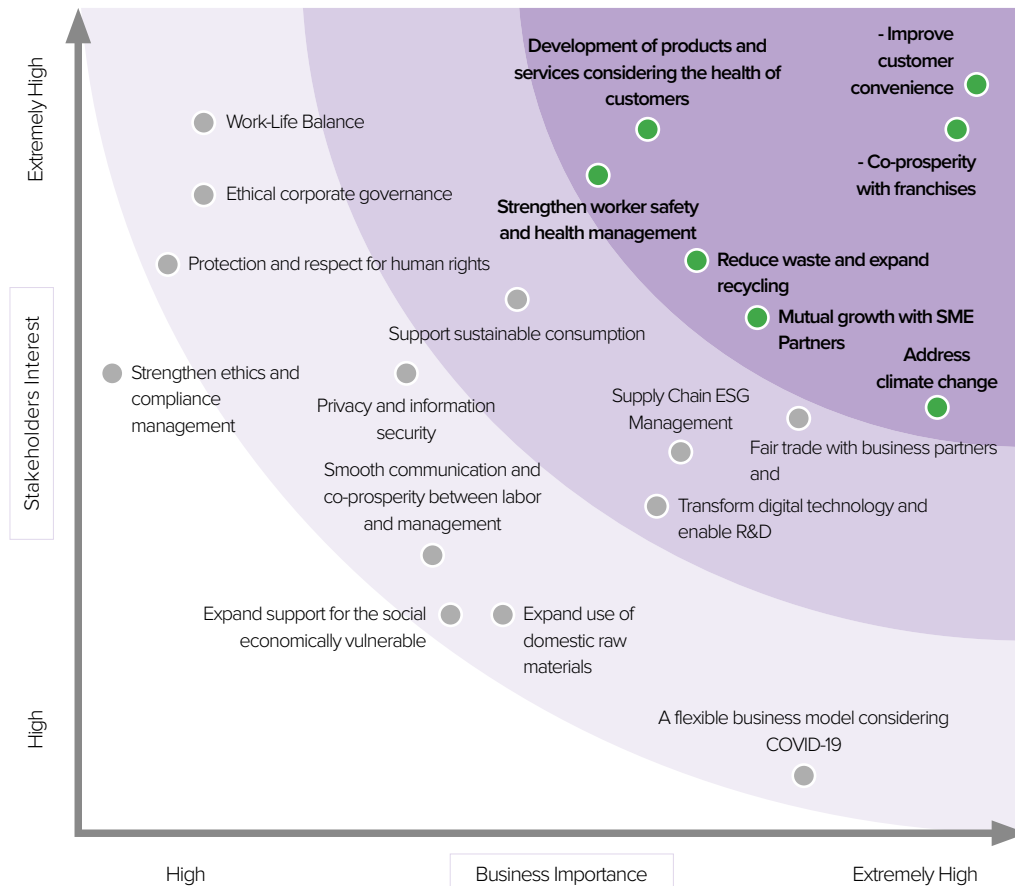 Extremely High
Stakeholders Interest
High
Development of products and
services considering the health of
customers
- Improve
customer
convenience
- Co-prosperity
with franchises
Work-Life Balance
Ethical corporate governance
Strengthen worker safety
and health management
Protection and respect for human rights
Reduce waste and expand
recycling
Support sustainable consumption
Mutual growth with SME
Partners
Address
climate change
Strengthen ethics and
compliance
management
Privacy and information
security
Supply Chain ESG
Management
Fair trade with business partners
and
Smooth communication and
co-prosperity between labor
and management
Transform digital technology and
enable R&D
Expand support for the social
economically vulnerable
Expand use of
domestic raw
materials
A flexible business model considering
COVID-19
High
Business Importance
Extremely High